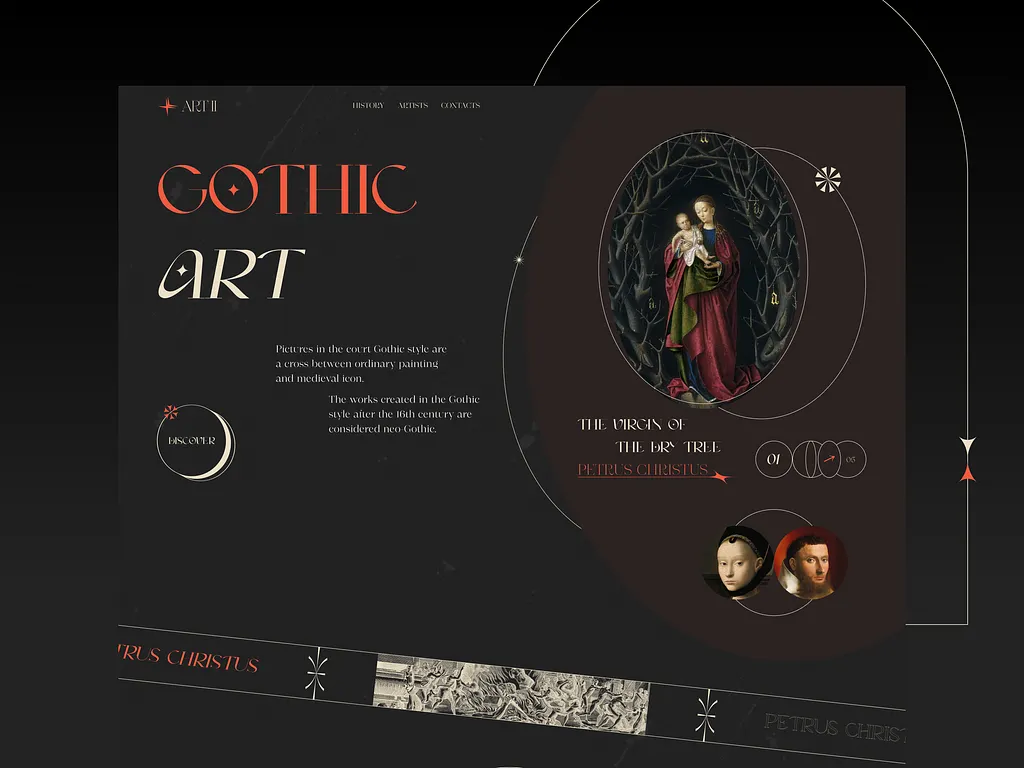 ART II
HISTORY ARTISTS CONTACTS
GOTHIC
ART
Pictures in the court Gothic style are
a cross between ordinary painting
and medieval icon.
The works created in the Gothic
style after the 16th century are
considered neo-Gothic.
DISCOVER
a
a
a
THE VIRGIN OF
THE DRY TREE
PETRUS CHRISTUS
01
05
TRUS CHRISTUS
PETRUS CHRIST